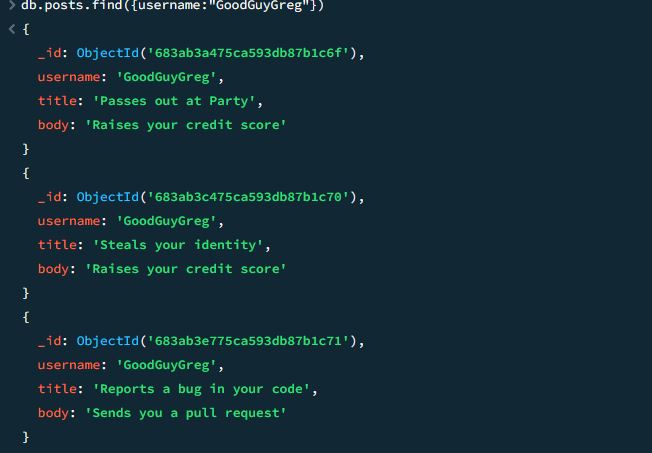 > db.posts.find({username:"GoodGuyGreg"})
< {
_id: ObjectId('683ab3a475ca593db87b1c6f'),
username: 'GoodGuyGreg',
title: 'Passes out at Party',
body: 'Raises your credit score'
}
{
_id: ObjectId('683ab3c475ca593db87b1c70'),
username: 'GoodGuyGreg',
title: 'Steals your identity',
body: 'Raises your credit score'
}
{
_id: ObjectId('683ab3e775ca593db87b1c71'),
username: 'GoodGuyGreg',
title: 'Reports a bug in your code',
body: 'Sends you a pull request'
}